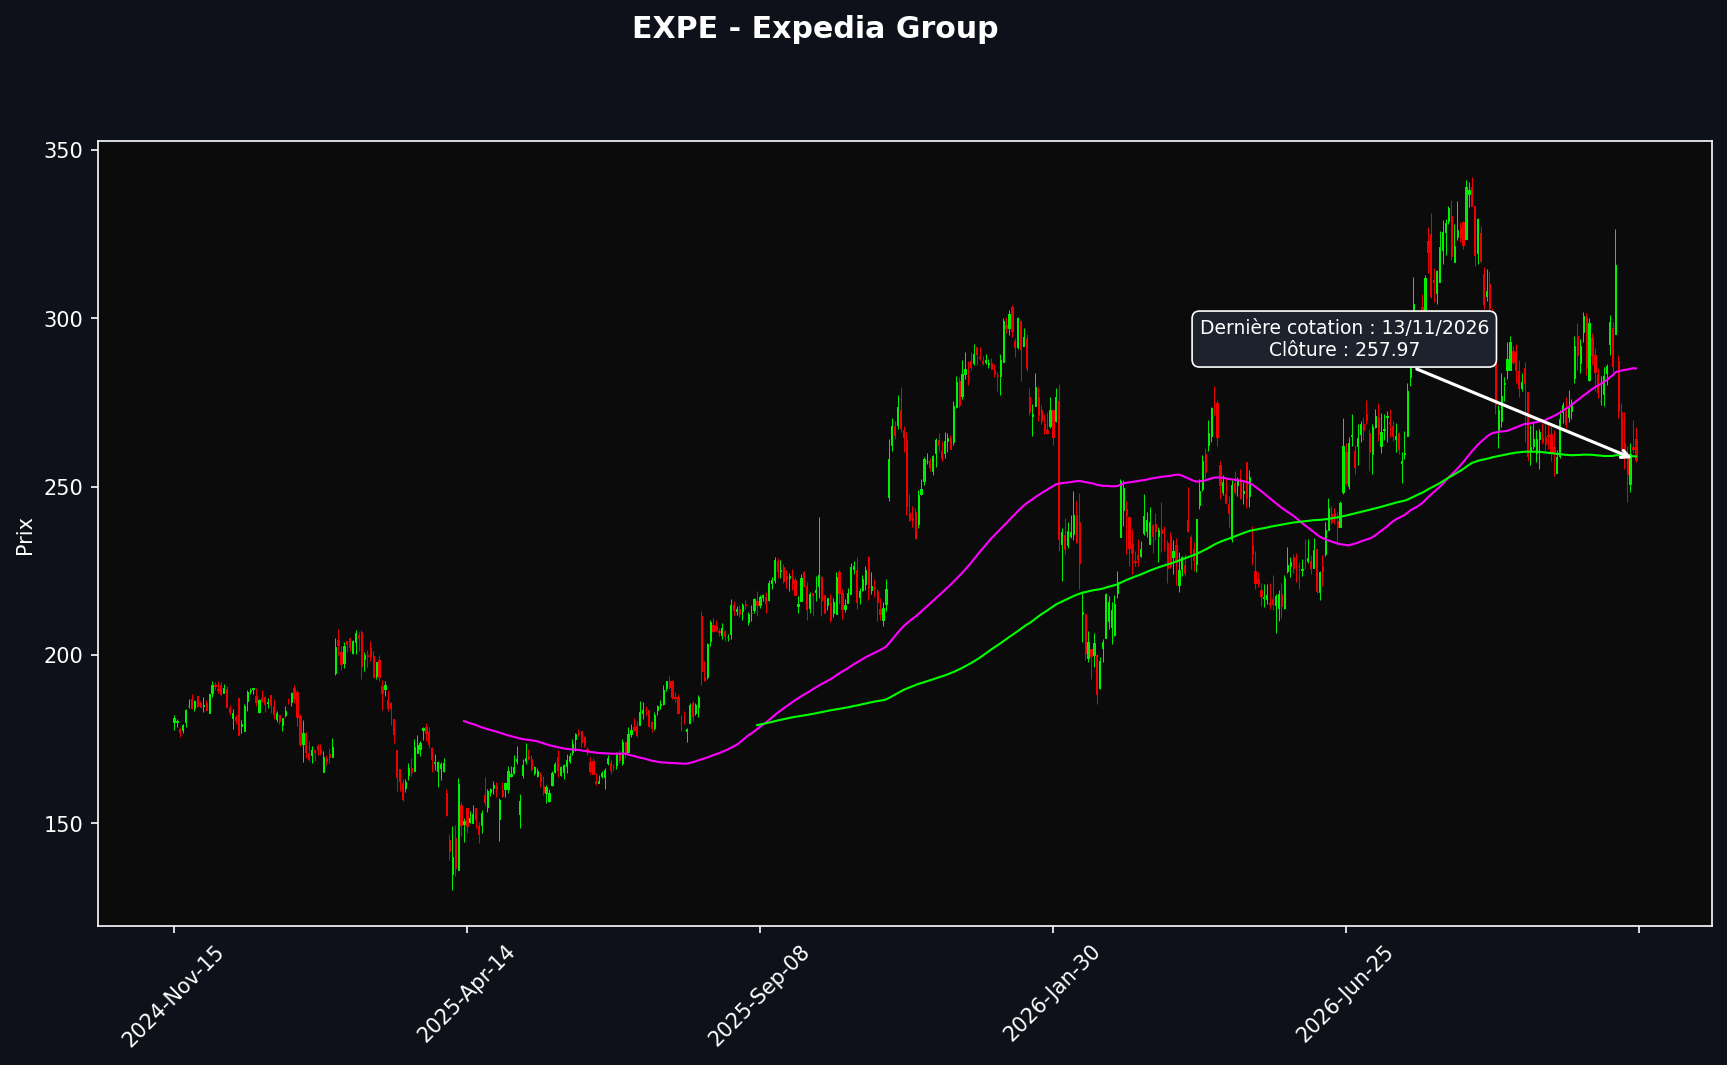 EXPE - Expedia Group
350
300
250
200
150
Prix
Dernière cotation : 13/11/2026
Clôture : 257.97
2024-Nov-15
2025-Apr-14
2025-Sep-08
2026-Jan-30
2026-Jun-25